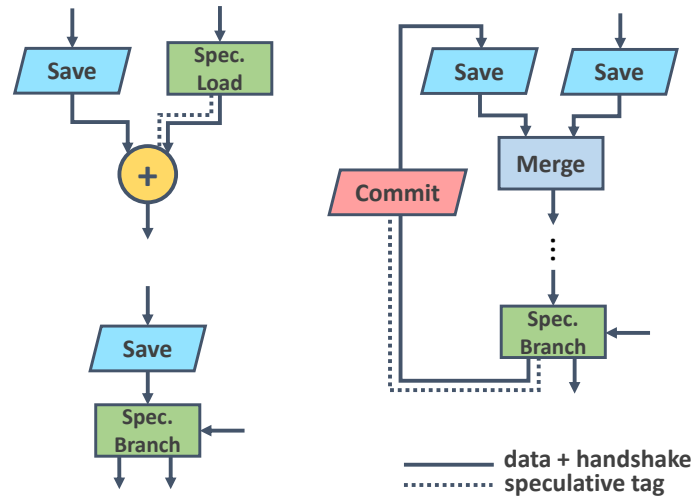 Save
Spec.
Load
+
Save
Spec.
Branch
Save
Save
Merge
Commit
...
Spec.
Branch
data + handshake
speculative tag